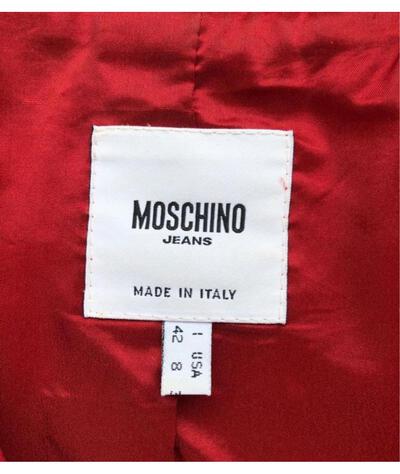 MOSCHINO
JEANS
MADE IN ITALY
I USA
42 8